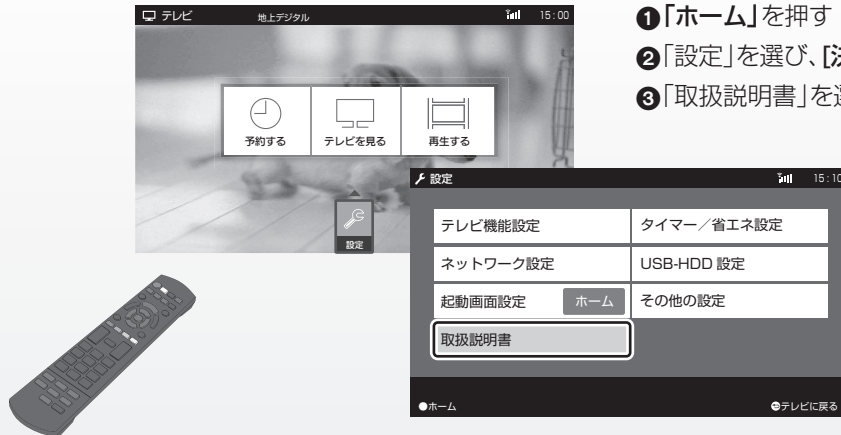 テレビ 地上デジタル 15:00
予約する テレビを見る 再生する
設定
❶「ホーム」を押す
❷「設定」を選び、
❸「取扱説明書」を
設定 15:10
テレビ機能設定 タイマー／省エネ設定
ネットワーク設定 USB-HDD 設定
起動画面設定 ホーム その他の設定
取扱説明書
●ホーム テレビに戻る